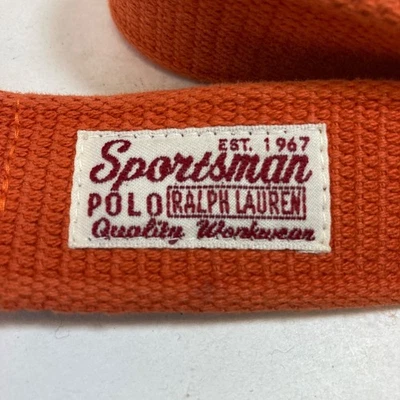 EST. 1967
Sportsman
POLO RALPH LAUREN
Quality Workwear